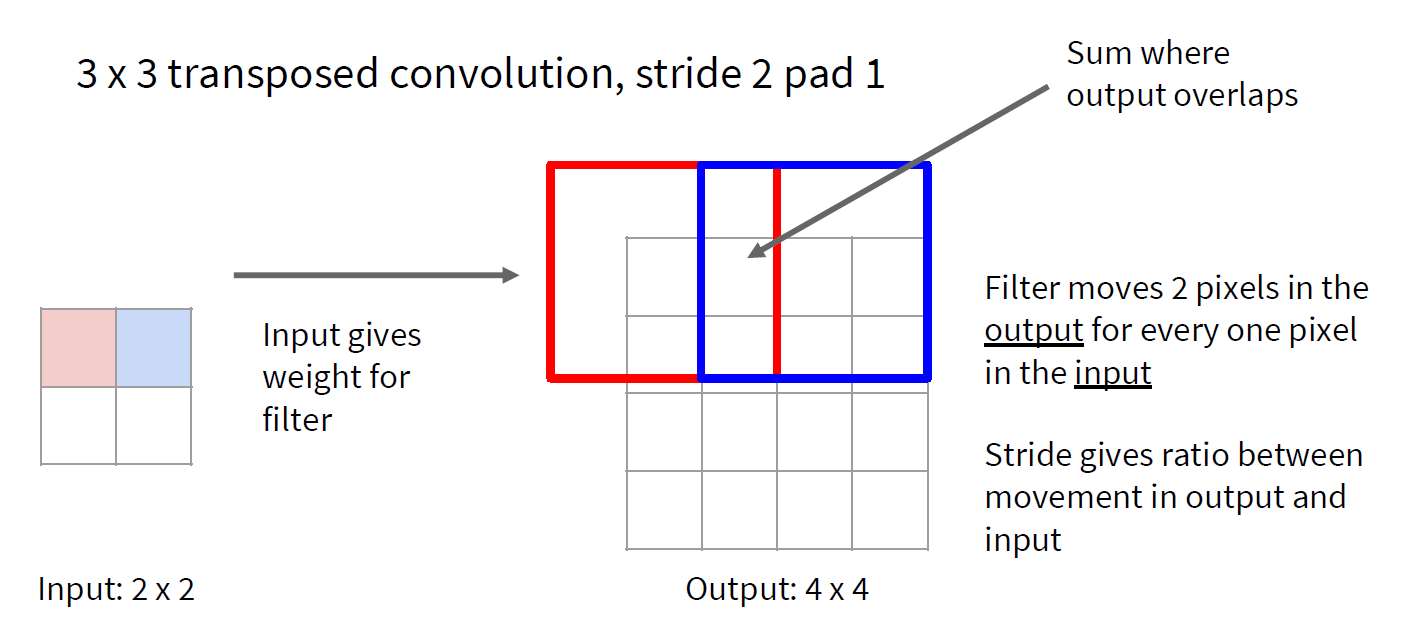 3 x 3 transposed convolution, stride 2 pad 1
Sum where
output overlaps
Input gives
weight for
filter
Filter moves 2 pixels in the
output for every one pixel
in the input
Stride gives ratio between
movement in output and
input
Input: 2 x 2
Output: 4 x 4